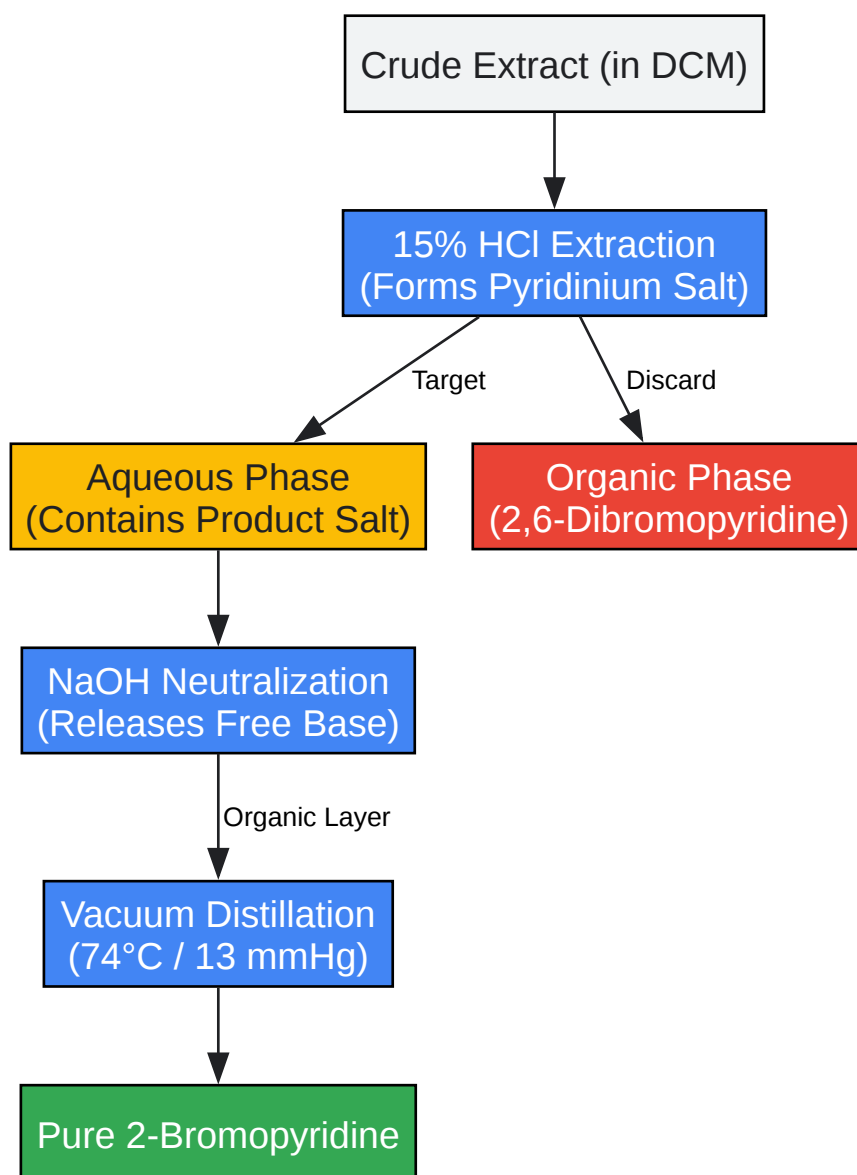 Crude Extract (in DCM)
15% HCl Extraction
(Forms Pyridinium Salt)
Target
Discard
Aqueous Phase
(Contains Product Salt)
Organic Phase
(2,6-Dibromopyridine)
NaOH Neutralization
(Releases Free Base)
Organic Layer
Vacuum Distillation
(74°C / 13 mmHg)
Pure 2-Bromopyridine